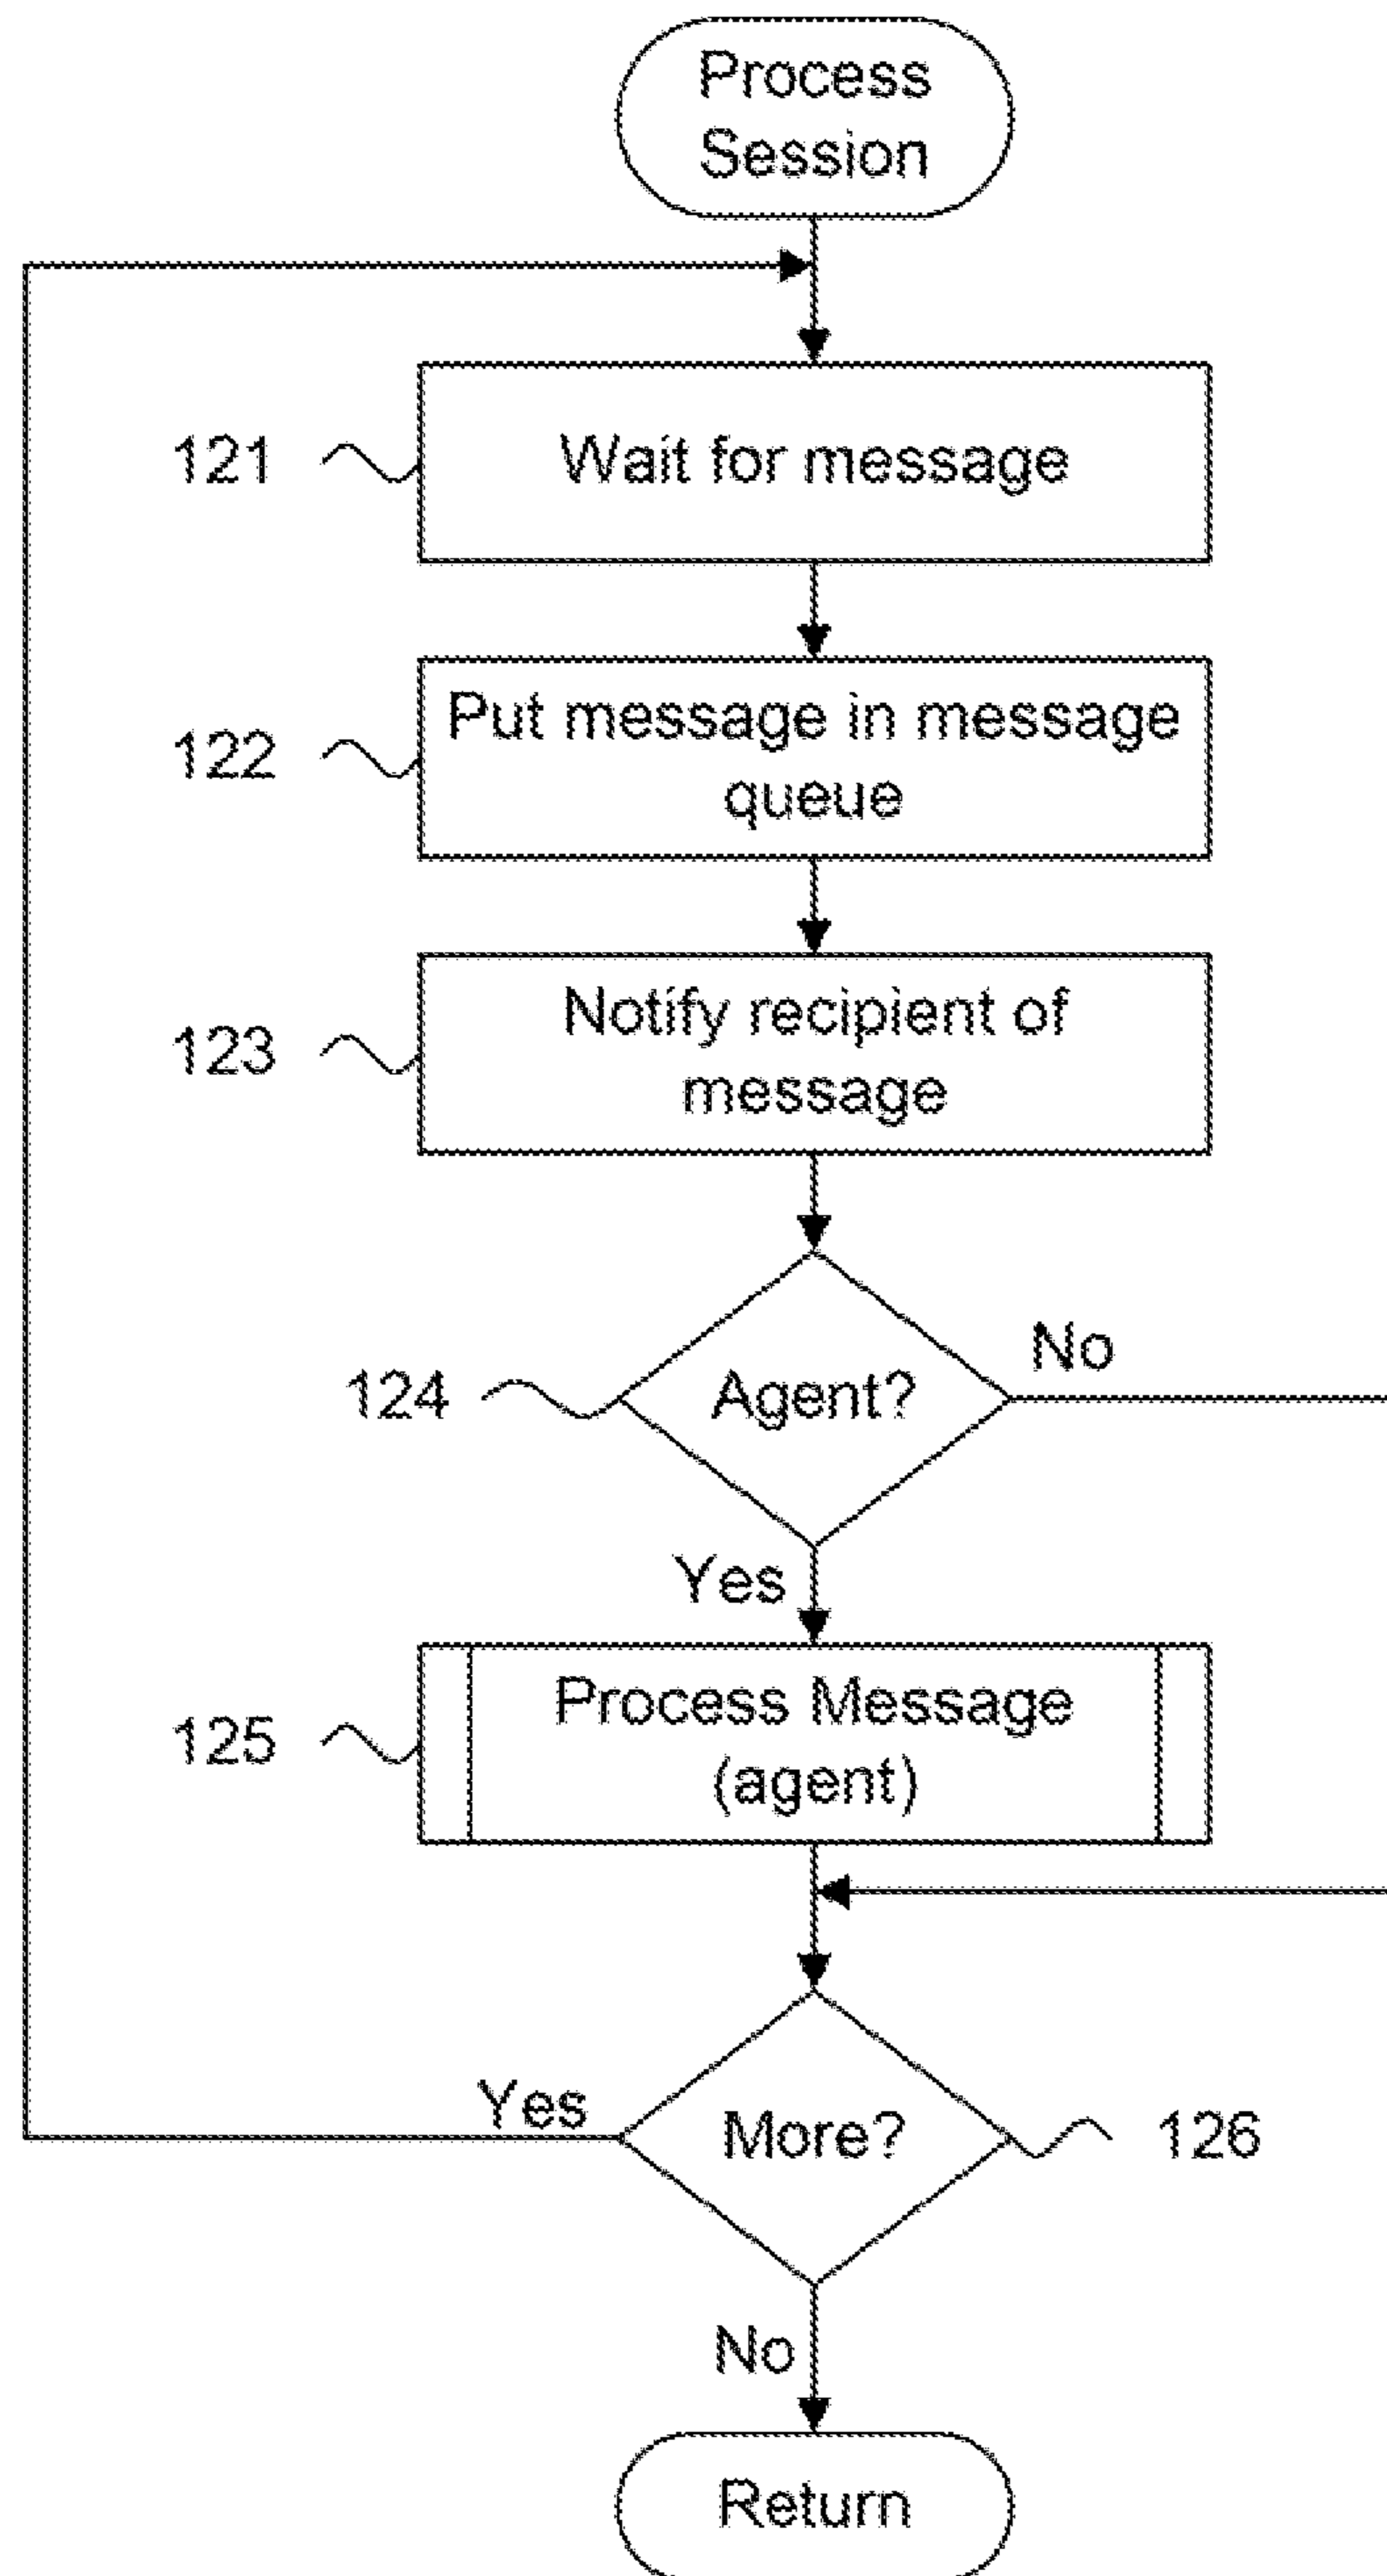 Process
Session
121
Wait for message
122
Put message in message
queue
123
Notify recipient of
message
124
Agent?
No
Yes
125
Process Message
(agent)
Yes
More?
126
No
Return